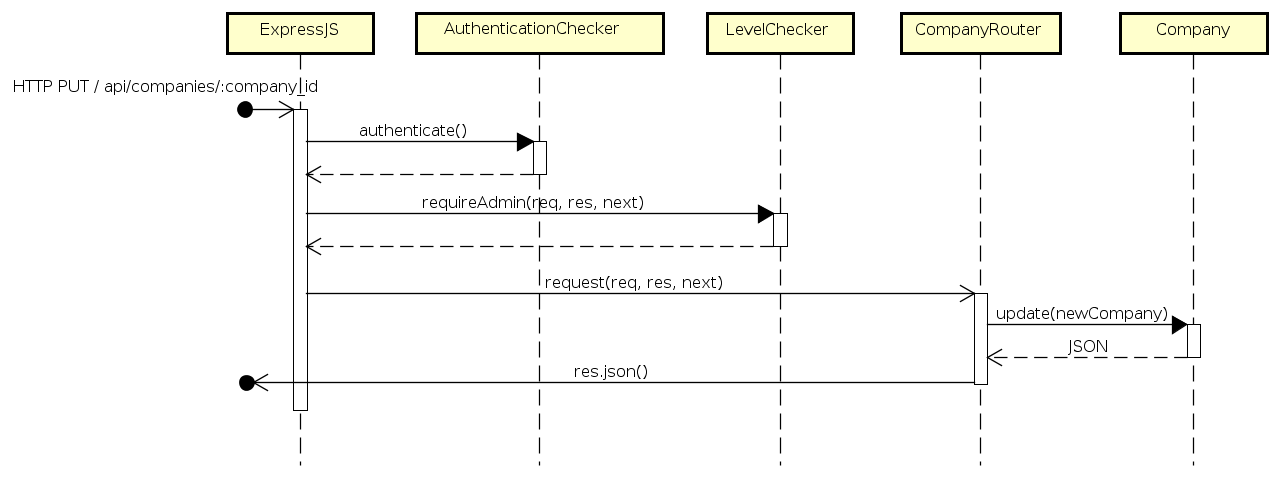 ExpressJS
AuthenticationChecker
LevelChecker
CompanyRouter
Company
HTTP PUT / api/companies/:company_id
authenticate()
requireAdmin(req, res, next)
request(req, res, next)
update(newCompany)
JSON
res.json()